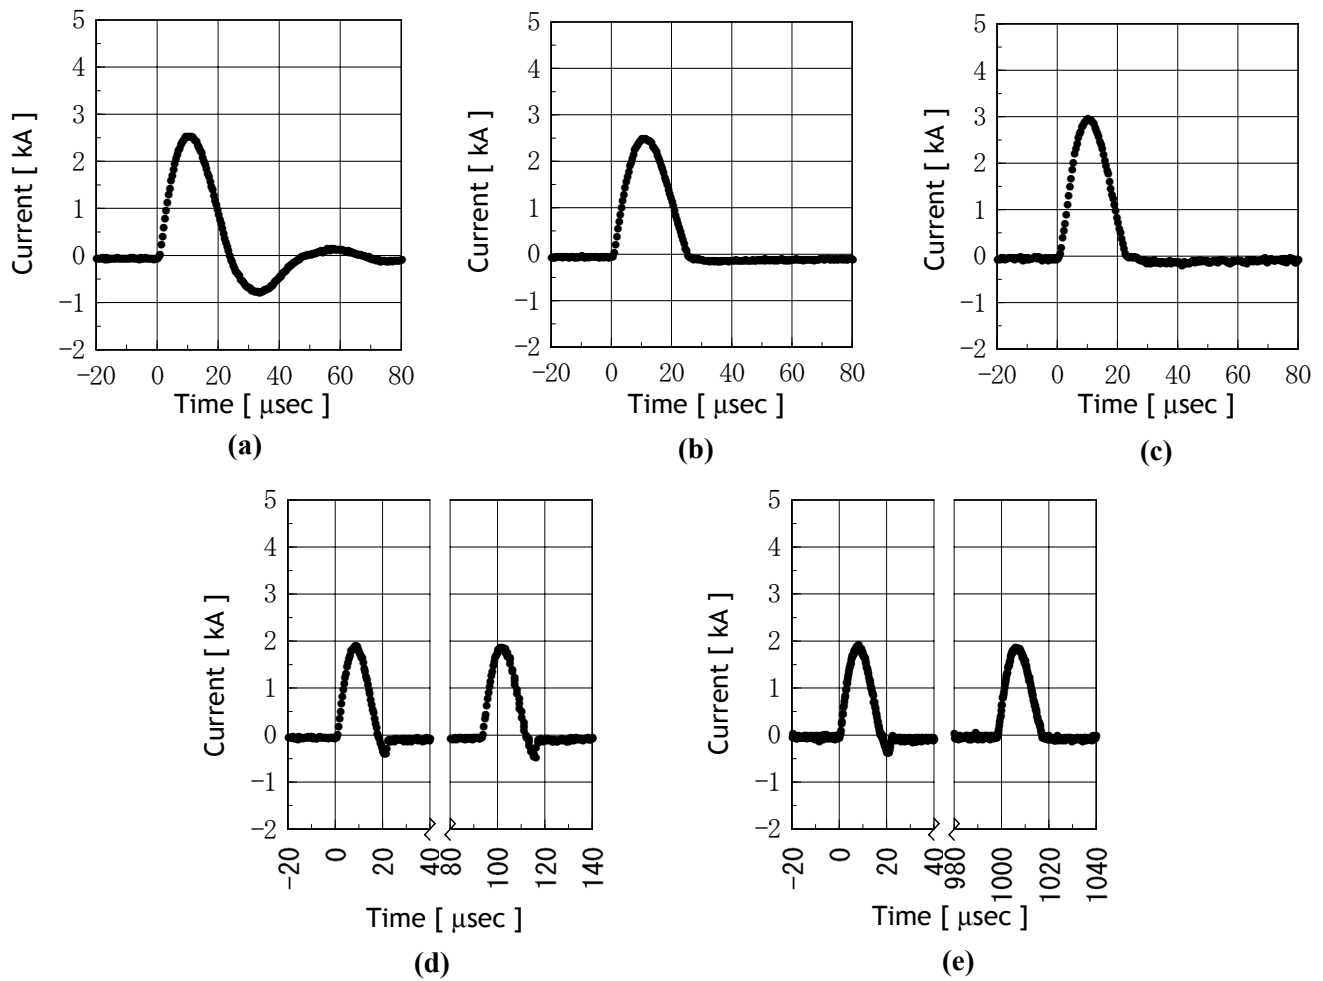 5
4
3
2
1
0
−1
−2
Current [ kA ]
−20 0 20 40 60 80
Time [ μsec ]
(a)
5
4
3
2
1
0
−1
−2
Current [ kA ]
−20 0 20 40 60 80
Time [ μsec ]
(b)
5
4
3
2
1
0
−1
−2
Current [ kA ]
−20 0 20 40 60 80
Time [ μsec ]
(c)
5
4
3
2
1
0
−1
−2
Current [ kA ]
-20 0 20 40 80 100 120 140
Time [ μsec ]
(d)
5
4
3
2
1
0
−1
−2
Current [ kA ]
-20 0 20 40 980 1000 1020 1040
Time [ μsec ]
(e)